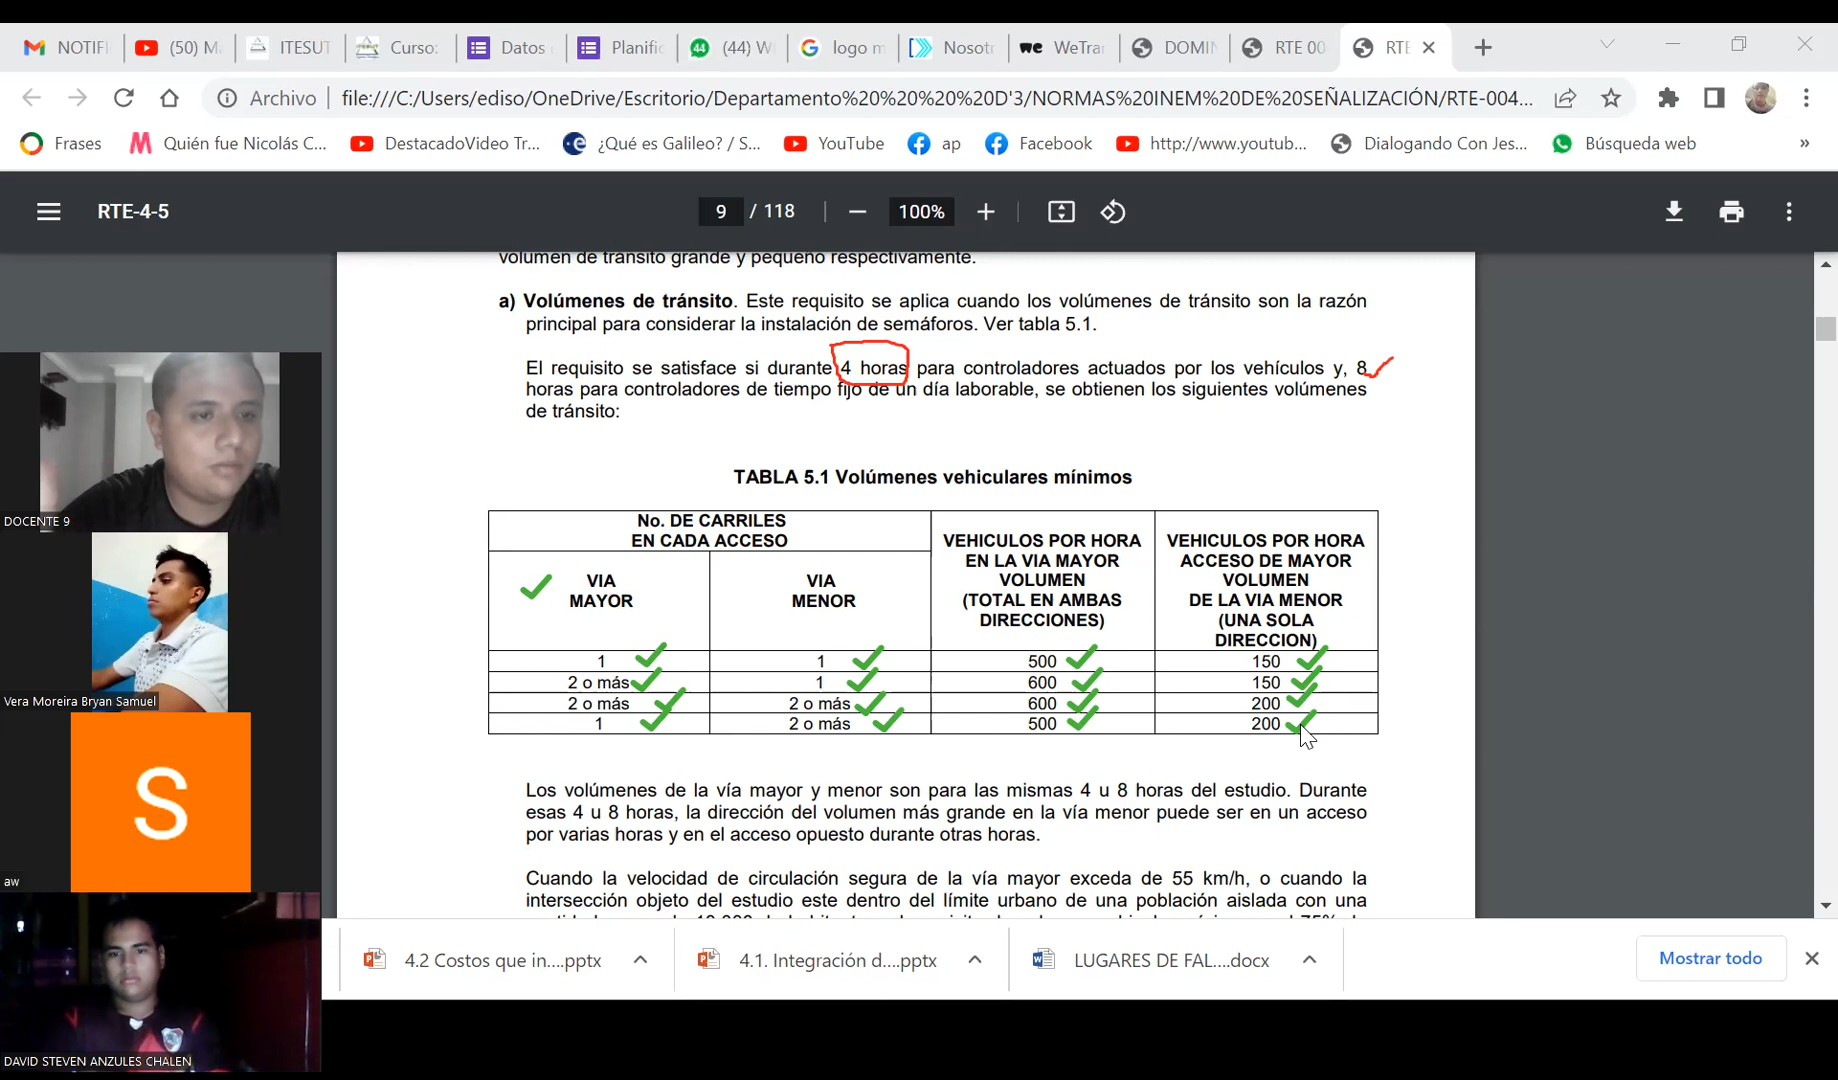 NOTIFI
(50) M
ITESUT
Curso:
Datos
Planific
44
(44) W
logo m
Nosotr
we
WeTran
DOMIN
RTE 00
RTE
Archivo
file:///C:/Users/ediso/OneDrive/Escritorio/Departamento%20%20%20%20D'3/NORMAS%20INEM%20DE%20SEÑALIZACIÓN/RTE-004...
Frases
Quién fue Nicolás C...
DestacadoVideo Tr...
¿Qué es Galileo? / S...
YouTube
ap
Facebook
http://www.youtub...
Dialogando Con Jes...
Búsqueda web
»
RTE-4-5
9 / 118
100%
volumen de tránsito grande y pequeño respectivamente.
a) Volúmenes de tránsito. Este requisito se aplica cuando los volúmenes de tránsito son la razón
principal para considerar la instalación de semáforos. Ver tabla 5.1.
El requisito se satisface si durante 4 horas para controladores actuados por los vehículos y, 8
horas para controladores de tiempo fijo de un día laborable, se obtienen los siguientes volúmenes
de tránsito:
TABLA 5.1 Volúmenes vehiculares mínimos
No. DE CARRILES
EN CADA ACCESO
VIA
MAYOR
VIA
MENOR
VEHICULOS POR HORA
EN LA VIA MAYOR
VOLUMEN
(TOTAL EN AMBAS
DIRECCIONES)
VEHICULOS POR HORA
ACCESO DE MAYOR
VOLUMEN
DE LA VIA MENOR
(UNA SOLA
DIRECCION)
1 1 500 150
2 o más 1 600 150
2 o más 2 o más 600 200
1 2 o más 500 200
Los volúmenes de la vía mayor y menor son para las mismas 4 u 8 horas del estudio. Durante
esas 4 u 8 horas, la dirección del volumen más grande en la vía menor puede ser en un acceso
por varias horas y en el acceso opuesto durante otras horas.
Cuando la velocidad de circulación segura de la vía mayor exceda de 55 km/h, o cuando la
intersección objeto del estudio este dentro del límite urbano de una población aislada con una
DOCENTE 9
Vera Moreira Bryan Samuel
S
aw
DAVID STEVEN ANZULES CHALEN
4.2 Costos que in....pptx
4.1. Integración d....pptx
LUGARES DE FAL....docx
Mostrar todo